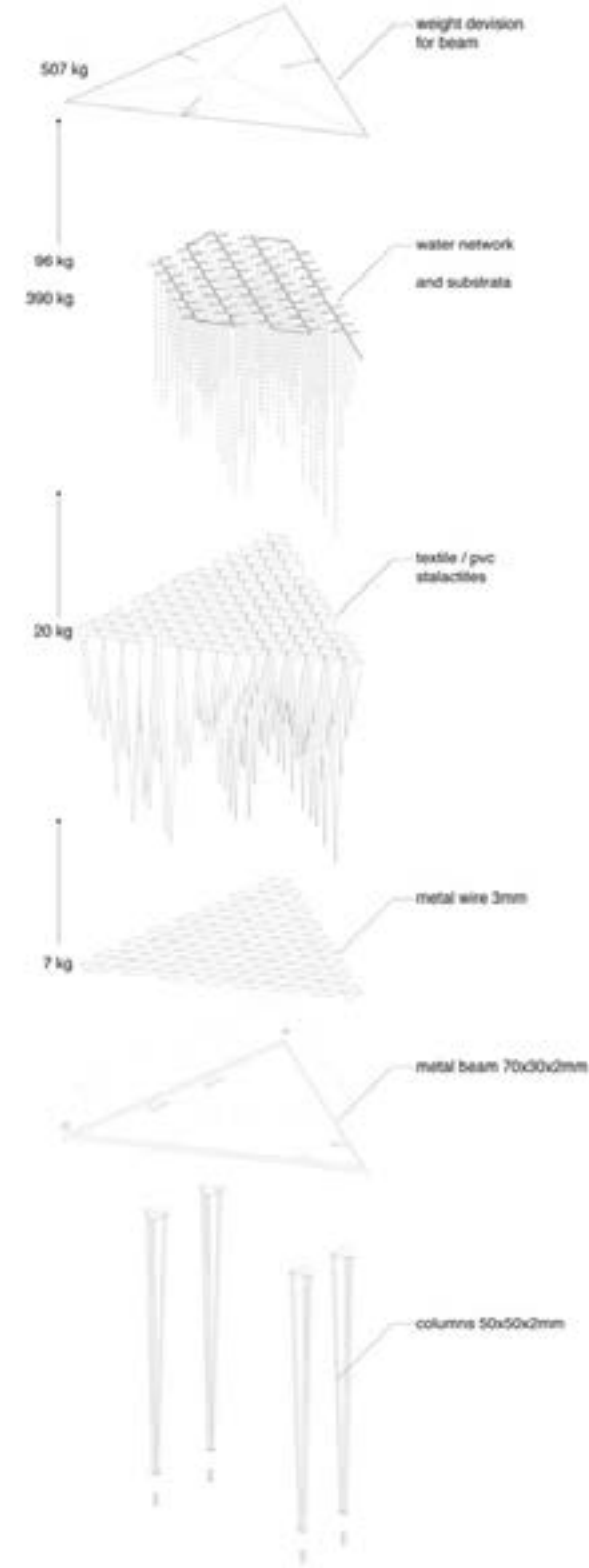 507 kg
weight devision
for beam
96 kg
water network
390 kg
and substrata
textile / pvc
stalactites
20 kg
metal wire 3mm
7 kg
metal beam 70x30x2mm
columns 50x50x2mm